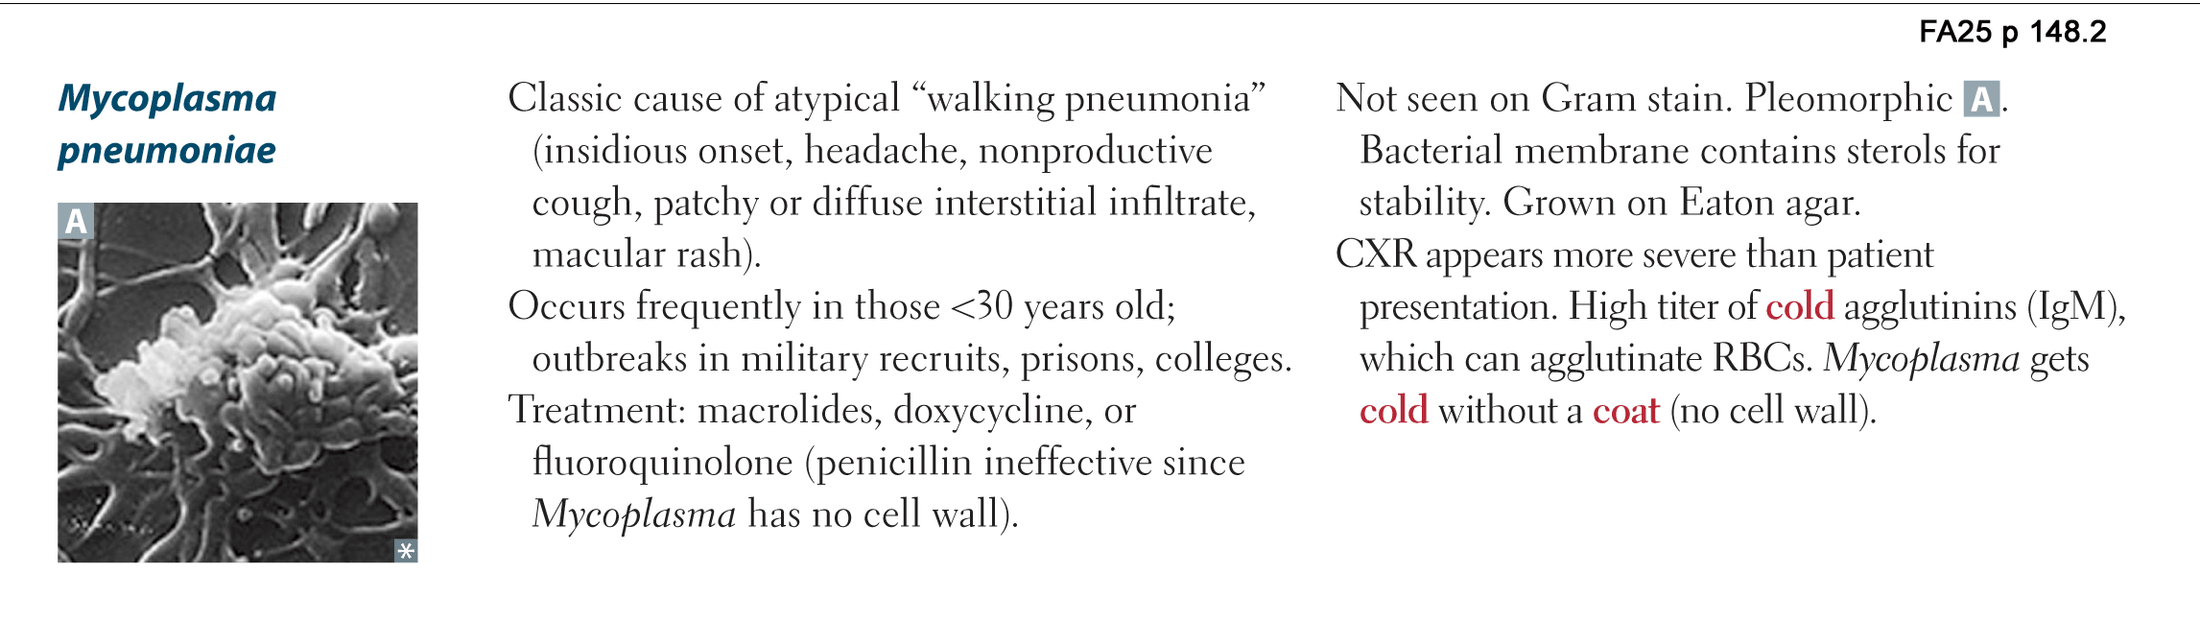 FA25 p 148.2
Mycoplasma
pneumoniae
A
*
Classic cause of atypical “walking pneumonia”
(insidious onset, headache, nonproductive
cough, patchy or diffuse interstitial infiltrate,
macular rash).
Occurs frequently in those <30 years old;
outbreaks in military recruits, prisons, colleges.
Treatment: macrolides, doxycycline, or
fluoroquinolone (penicillin ineffective since
Mycoplasma has no cell wall).
Not seen on Gram stain. Pleomorphic A.
Bacterial membrane contains sterols for
stability. Grown on Eaton agar.
CXR appears more severe than patient
presentation. High titer of cold agglutinins (IgM),
which can agglutinate RBCs. Mycoplasma gets
cold without a coat (no cell wall).